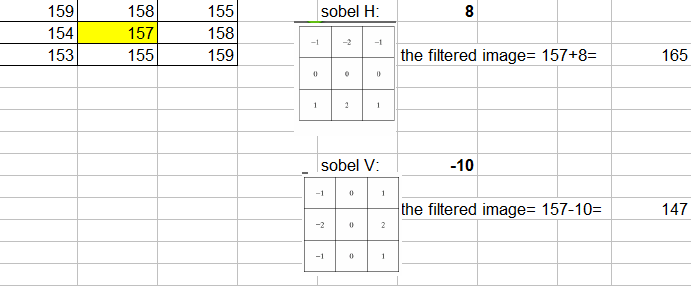 159 158 155 sobel H: 8
154 157 158
-1 -2 -1
153 155 159 the filtered image= 157+8= 165
0 0 0
1 2 1
sobel V: -10
-1 0 1
the filtered image= 157-10= 147
-2 0 2
-1 0 1